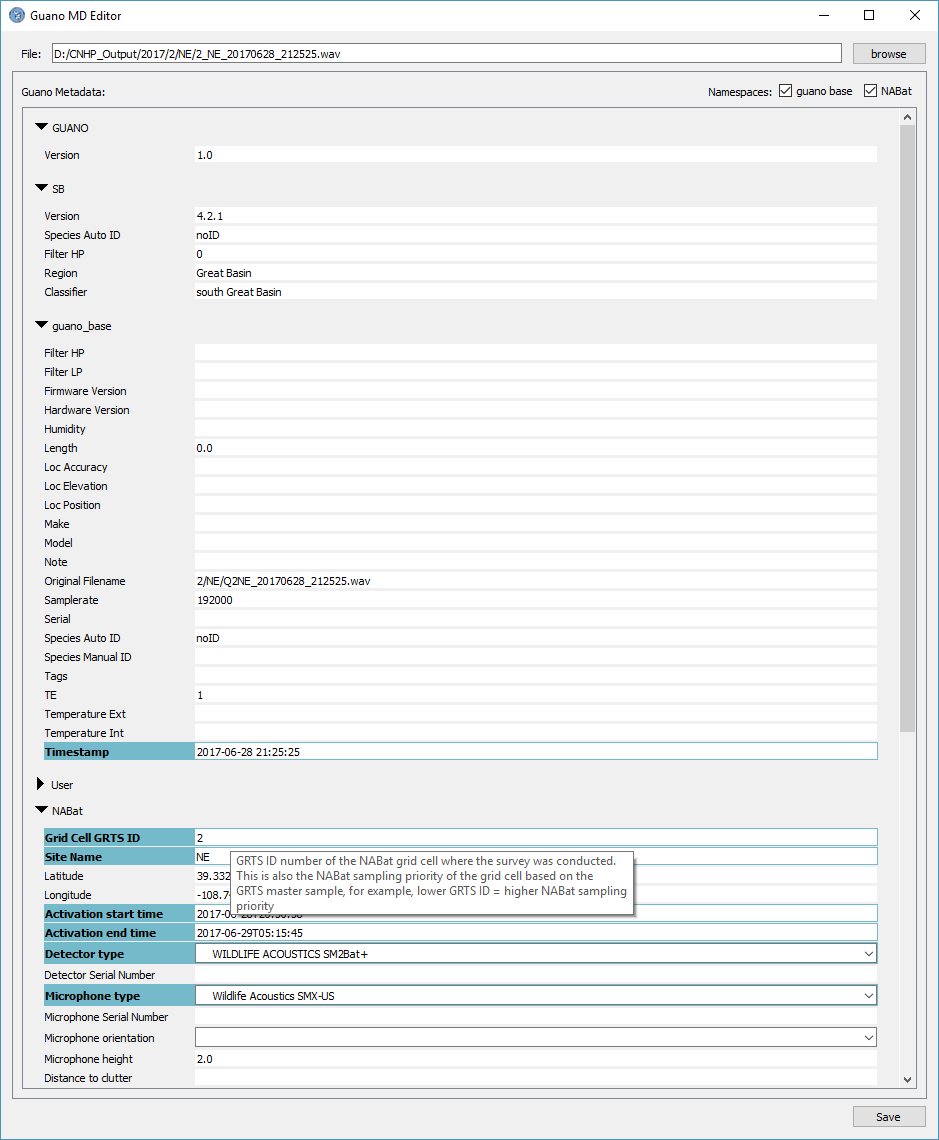 Guano MD Editor
File: D:/CNHP_Output/2017/2/NE/2_NE_20170628_212525.wav browse
Guano Metadata: Namespaces: guano base NABat
GUANO
Version 1.0
SB
Version 4.2.1
Species Auto ID noID
Filter HP 0
Region Great Basin
Classifier south Great Basin
guano_base
Filter HP
Filter LP
Firmware Version
Hardware Version
Humidity
Length 0.0
Loc Accuracy
Loc Elevation
Loc Position
Make
Model
Note
Original Filename 2/NE/Q2NE_20170628_212525.wav
Samplerate 192000
Serial
Species Auto ID noID
Species Manual ID
Tags
TE 1
Temperature Ext
Temperature Int
Timestamp 2017-06-28 21:25:25
User
NABat
Grid Cell GRTS ID 2
Site Name NE
GRTS ID number of the NABat grid cell where the survey was conducted.
This is also the NABat sampling priority of the grid cell based on the
GRTS master sample, for example, lower GRTS ID = higher NABat sampling
priority
Latitude 39.332
Longitude -108.7
Activation start time
Activation end time 2017-06-29T05:15:45
Detector type WILDLIFE ACOUSTICS SM2Bat+
Detector Serial Number
Microphone type Wildlife Acoustics SMX-US
Microphone Serial Number
Microphone orientation
Microphone height 2.0
Distance to clutter
Save